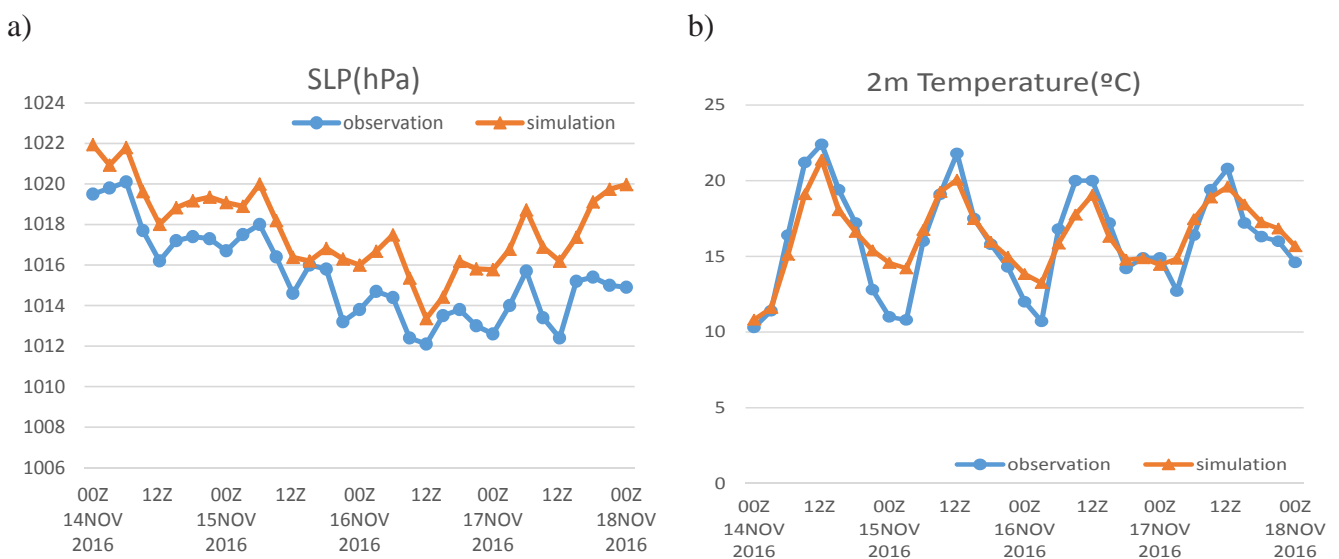 a)
SLP(hPa)
1024
1022
1020
1018
1016
1014
1012
1010
1008
1006
observation simulation
00Z 12Z 00Z 12Z 00Z 12Z 00Z 12Z 00Z
14NOV 15NOV 16NOV 17NOV 18NOV
2016 2016 2016 2016 2016
b)
2m Temperature(ºC)
25
20
15
10
5
0
observation simulation
00Z 12Z 00Z 12Z 00Z 12Z 00Z 12Z 00Z
14NOV 15NOV 16NOV 17NOV 18NOV
2016 2016 2016 2016 2016